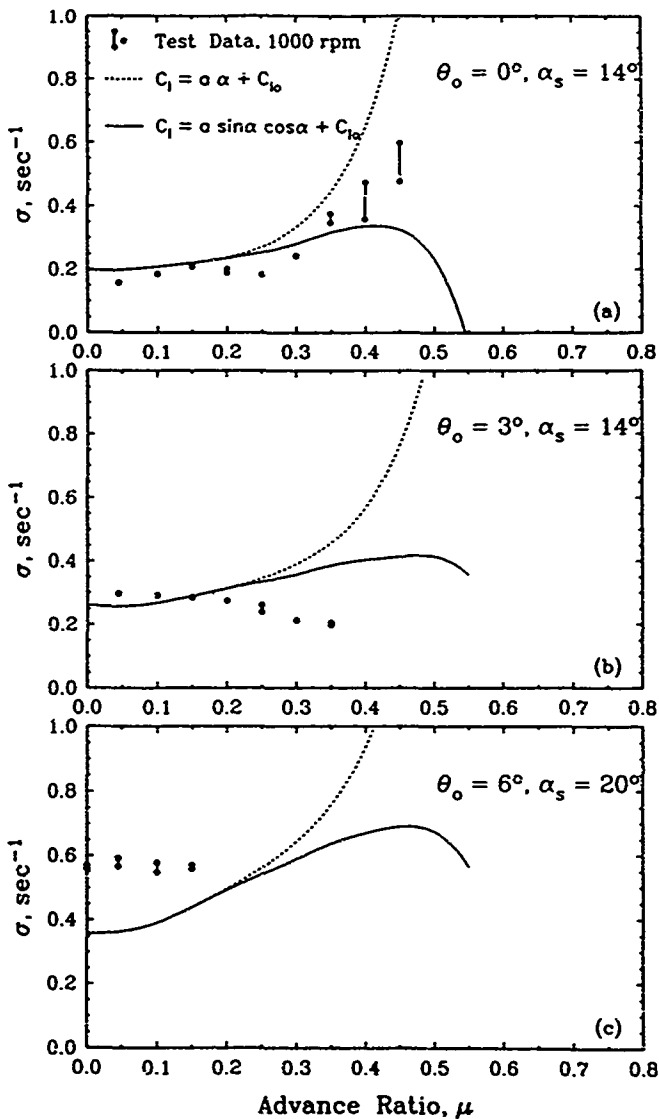 1.0
0.8
0.6
0.4
0.2
0.0
σ, sec⁻¹
Test Data, 1000 rpm
C_l = a α + C_lo
C_l = a sinα cosα + C_lo
θ_o = 0°, α_s = 14°
(a)
0.0 0.1 0.2 0.3 0.4 0.5 0.6 0.7 0.8
1.0
0.8
0.6
0.4
0.2
0.0
σ, sec⁻¹
θ_o = 3°, α_s = 14°
(b)
0.0 0.1 0.2 0.3 0.4 0.5 0.6 0.7 0.8
1.0
0.8
0.6
0.4
0.2
0.0
σ, sec⁻¹
θ_o = 6°, α_s = 20°
(c)
0.0 0.1 0.2 0.3 0.4 0.5 0.6 0.7 0.8
Advance Ratio, μ